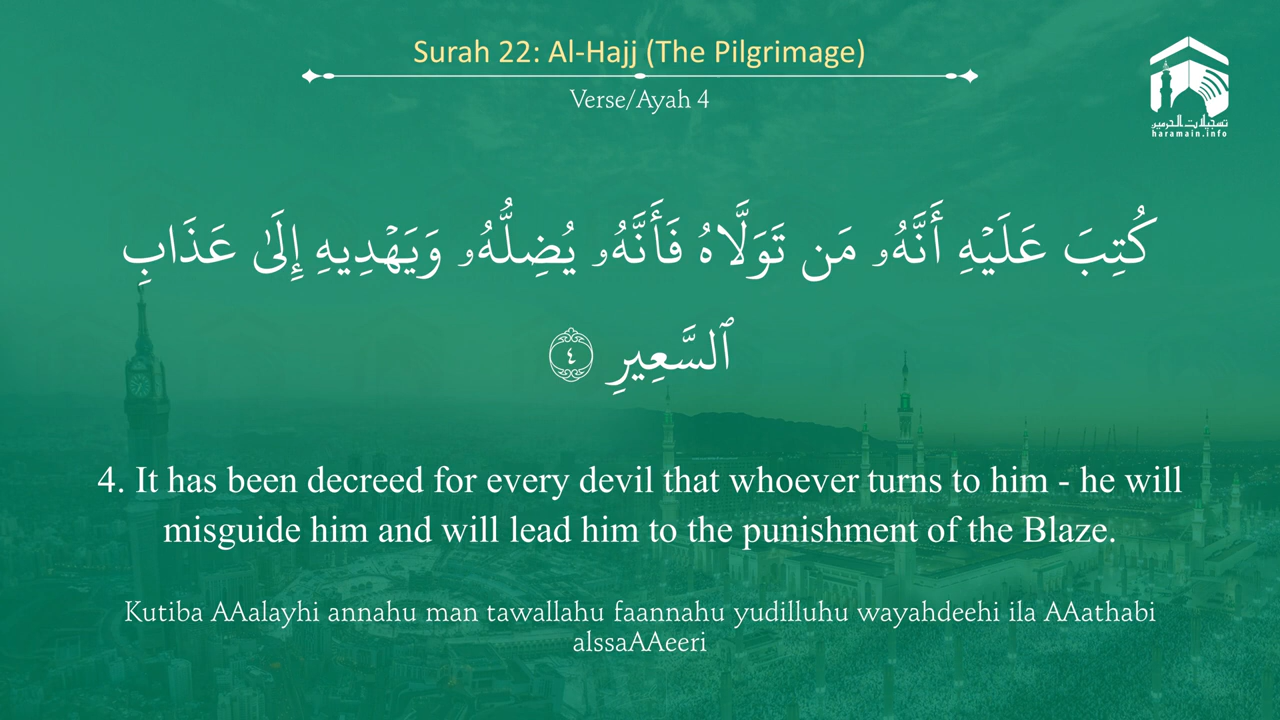 Surah 22: Al-Hajj (The Pilgrimage)
Verse/Ayah 4
تسجيلات الحرمين
haramain.info
كُتِبَ عَلَيْهِ أَنَّهُۥ مَن تَوَلَّاهُ فَأَنَّهُۥ يُضِلُّهُۥ وَيَهْدِيهِ إِلَىٰ عَذَابِ
ٱلسَّعِيرِ ٤
4. It has been decreed for every devil that whoever turns to him - he will
misguide him and will lead him to the punishment of the Blaze.
Kutiba AAalayhi annahu man tawallahu faannahu yudilluhu wayahdeehi ila AAathabi
alssaAAeeri